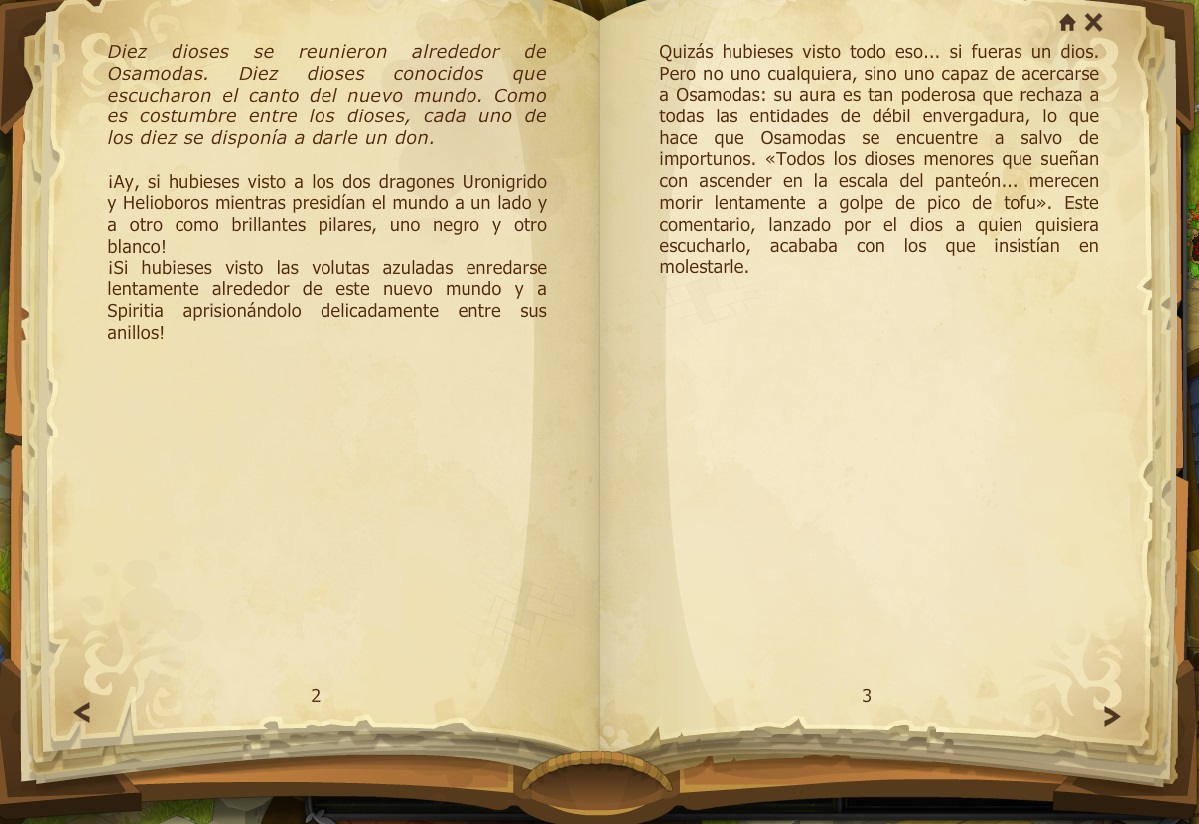 Diez dioses se reunieron alrededor de
Osamodas. Diez dioses conocidos que
escucharon el canto del nuevo mundo. Como
es costumbre entre los dioses, cada uno de
los diez se disponía a darle un don.
¡Ay, si hubieses visto a los dos dragones Uronigrido
y Helioboros mientras presidían el mundo a un lado y
a otro como brillantes pilares, uno negro y otro
blanco!
¡Si hubieses visto las volutas azuladas enredarse
lentamente alrededor de este nuevo mundo y a
Spiritia aprisionándolo delicadamente entre sus
anillos!
2
Quizás hubieses visto todo eso... si fueras un dios.
Pero no uno cualquiera, sino uno capaz de acercarse
a Osamodas: su aura es tan poderosa que rechaza a
todas las entidades de débil envergadura, lo que
hace que Osamodas se encuentre a salvo de
importunos. «Todos los dioses menores que sueñan
con ascender en la escala del panteón... merecen
morir lentamente a golpe de pico de tofu». Este
comentario, lanzado por el dios a quien quisiera
escucharlo, acababa con los que insistían en
molestarle.
3